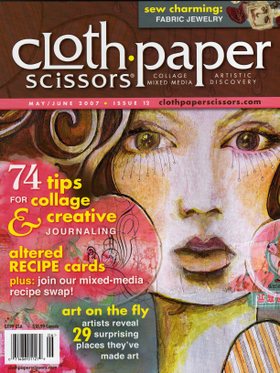 sew charming:
FABRIC JEWELRY
cloth·paper
scissors®
COLLAGE
MIXED MEDIA
ARTISTIC
DISCOVERY
MAY/JUNE 2007 • ISSUE 12
clothpaperscissors.com
74 tips
FOR collage
& creative
JOURNALING
altered
RECIPE cards
plus: join our mixed-media
recipe swap!
art on the fly
artists reveal
29 surprising
places they've
made art
clothpaperscissors.com